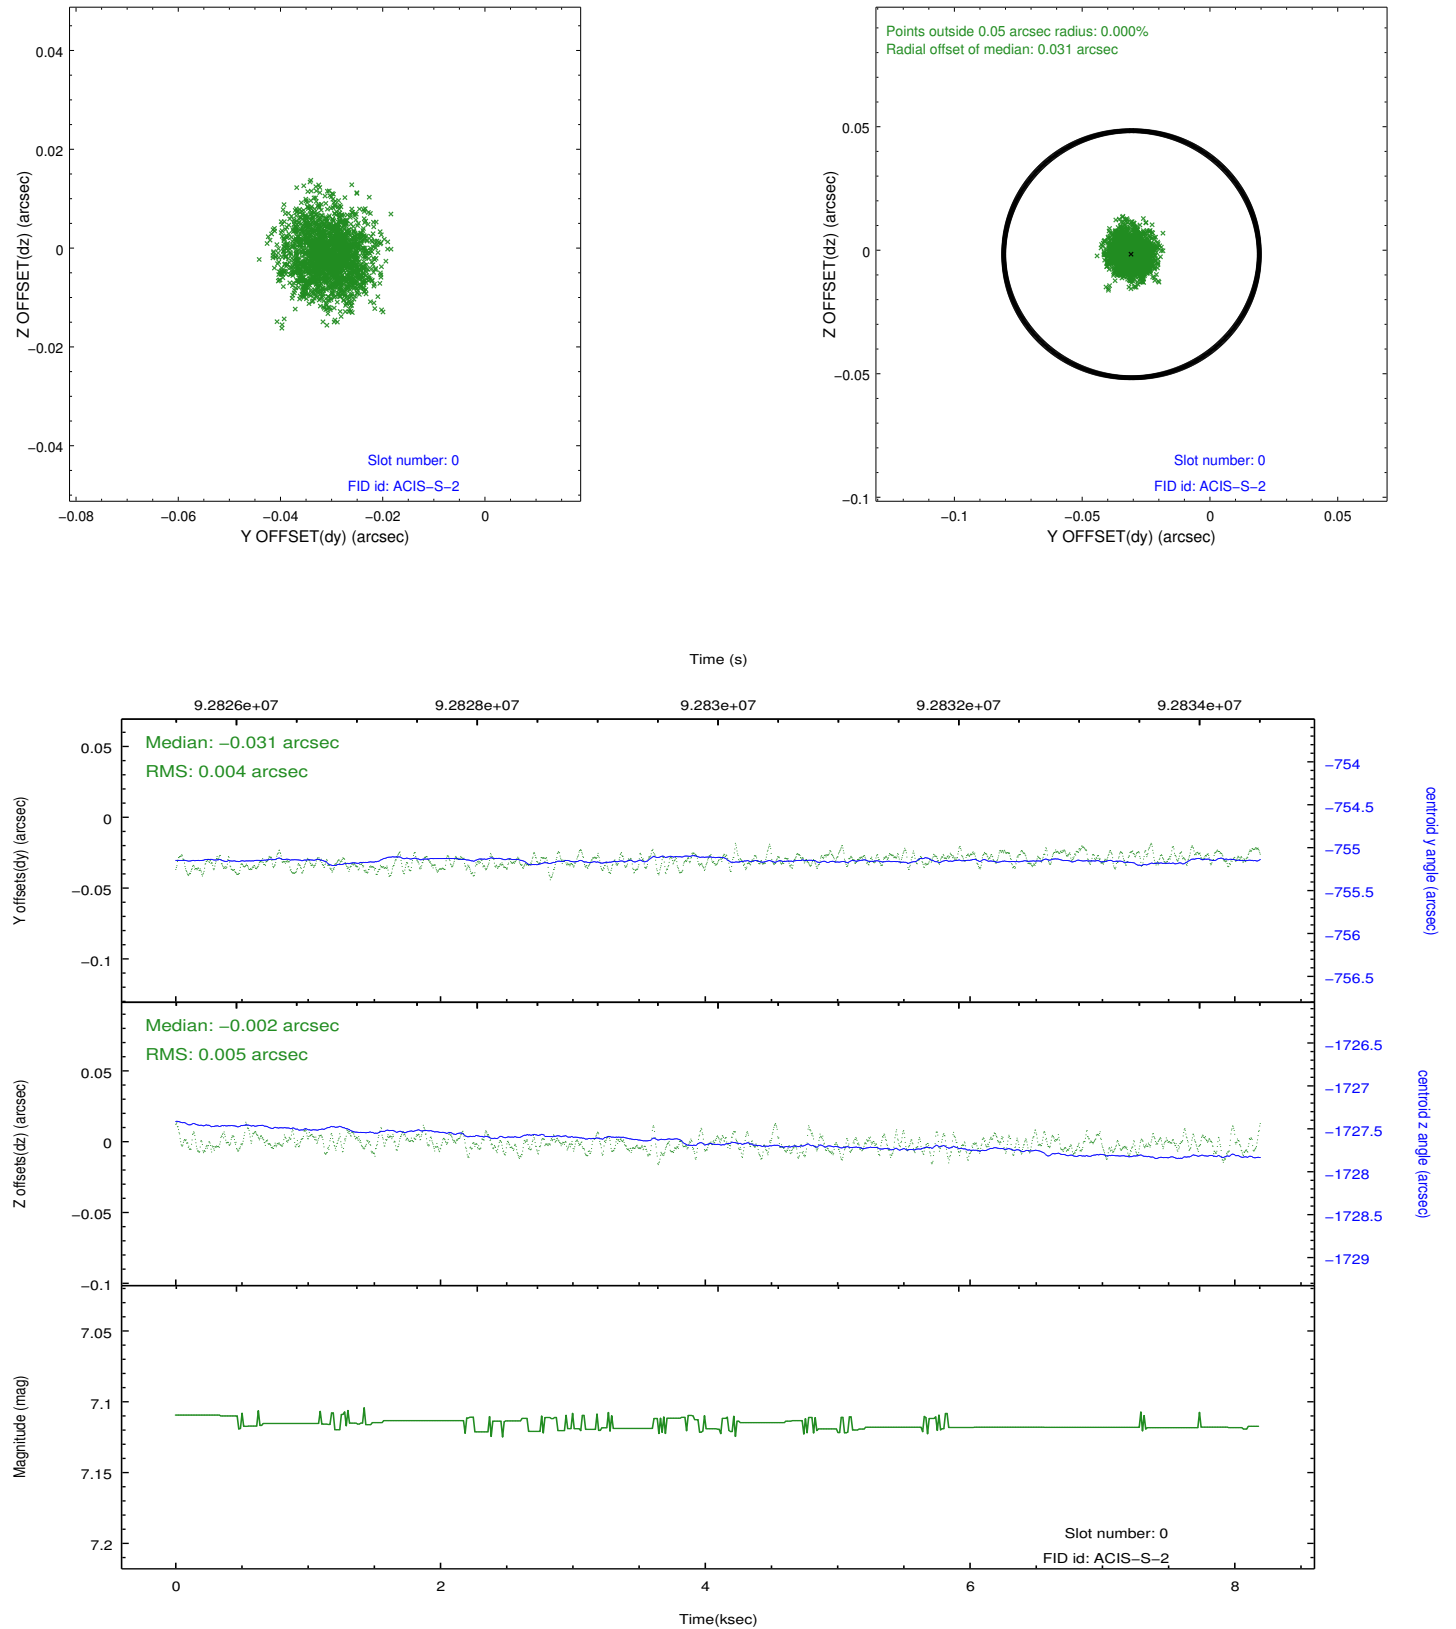 0.04
0.02
0
−0.02
−0.04
Z OFFSET(dz) (arcsec)
Slot number: 0
FID id: ACIS−S−2
−0.08
−0.06
−0.04
−0.02
0
Y OFFSET(dy) (arcsec)
Points outside 0.05 arcsec radius: 0.000%
Radial offset of median: 0.031 arcsec
0.05
0
−0.05
−0.1
Z OFFSET(dz) (arcsec)
Slot number: 0
FID id: ACIS−S−2
−0.1
−0.05
0
0.05
Y OFFSET(dy) (arcsec)
Time (s)
9.2826e+07
9.2828e+07
9.283e+07
9.2832e+07
9.2834e+07
Median: −0.031 arcsec
RMS: 0.004 arcsec
0.05
0
−0.05
−0.1
Y offsets(dy) (arcsec)
−754
−754.5
−755
−755.5
−756
−756.5
centroid y angle (arcsec)
Median: −0.002 arcsec
RMS: 0.005 arcsec
0.05
0
−0.05
−0.1
Z offsets(dz) (arcsec)
−1726.5
−1727
−1727.5
−1728
−1728.5
−1729
centroid z angle (arcsec)
7.05
7.1
7.15
7.2
Magnitude (mag)
Slot number: 0
FID id: ACIS−S−2
0
2
4
6
8
Time(ksec)